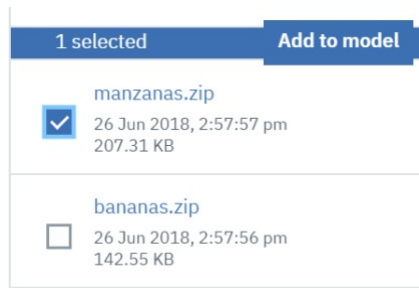 1 selected Add to model
manzanas.zip
26 Jun 2018, 2:57:57 pm
207.31 KB
bananas.zip
26 Jun 2018, 2:57:56 pm
142.55 KB